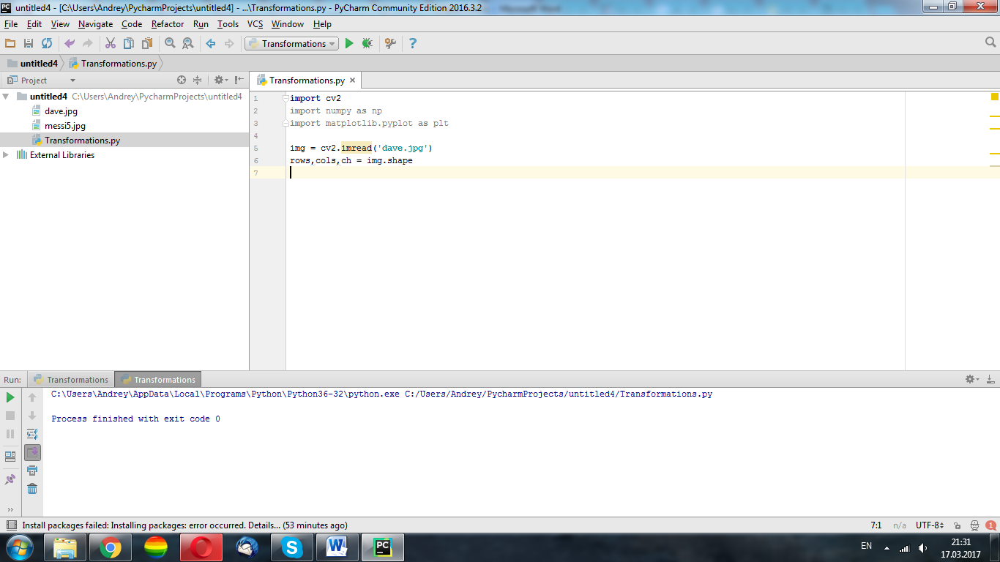 untitled4 - [C:\Users\Andrey\PycharmProjects\untitled4] - ...\Transformations.py - PyCharm Community Edition 2016.3.2
File Edit View Navigate Code Refactor Run Tools VCS Window Help
Transformations
untitled4 Transformations.py
Project
Transformations.py
untitled4 C:\Users\Andrey\PycharmProjects\untitled4
dave.jpg
messi5.jpg
Transformations.py
External Libraries
1 import cv2
2 import numpy as np
3 import matplotlib.pyplot as plt
4
5 img = cv2.imread('dave.jpg')
6 rows,cols,ch = img.shape
7
Run: Transformations Transformations
C:\Users\Andrey\AppData\Local\Programs\Python\Python36-32\python.exe C:/Users/Andrey/PycharmProjects/untitled4/Transformations.py
Process finished with exit code 0
Install packages failed: Installing packages: error occurred. Details... (53 minutes ago) 7:1 n/a UTF-8 1
EN 21:31
17.03.2017